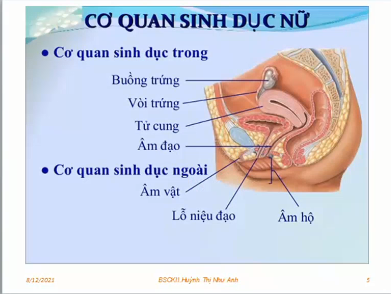 CƠ QUAN SINH DỤC NỮ
● Cơ quan sinh dục trong
Buồng trứng
Vòi trứng
Tử cung
Âm đạo
● Cơ quan sinh dục ngoài
Âm vật
Lỗ niệu đạo
Âm hộ
8/12/2021
BSCKII.Huỳnh Thị Như Anh
5